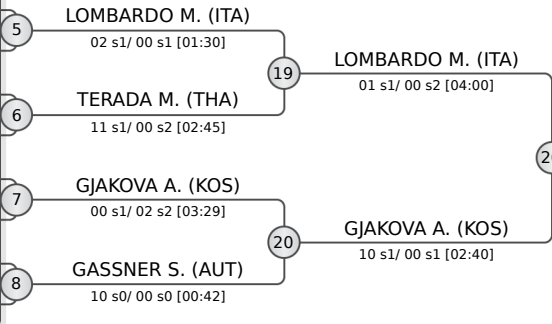 5
LOMBARDO M. (ITA)
02 s1/ 00 s1 [01:30]
19
LOMBARDO M. (ITA)
01 s1/ 00 s2 [04:00]
6
TERADA M. (THA)
11 s1/ 00 s2 [02:45]
7
GJAKOVA A. (KOS)
00 s1/ 02 s2 [03:29]
20
GJAKOVA A. (KOS)
10 s1/ 00 s1 [02:40]
8
GASSNER S. (AUT)
10 s0/ 00 s0 [00:42]